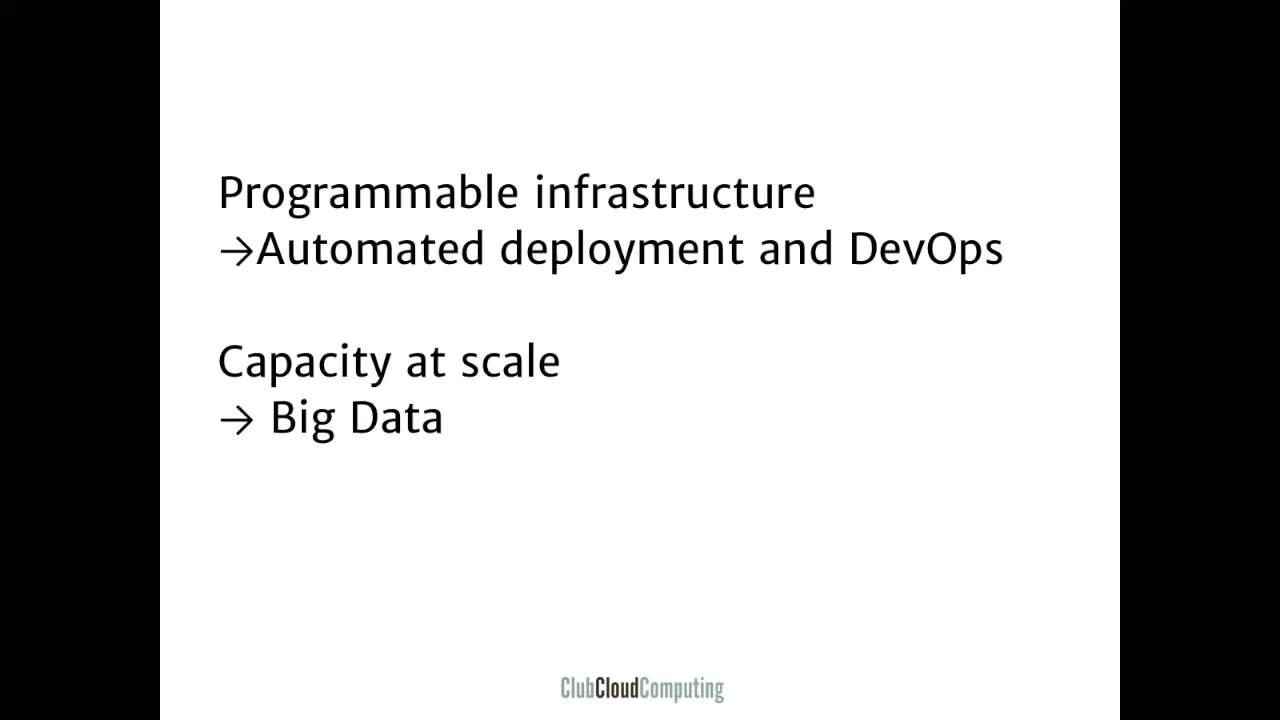 Programmable infrastructure
→Automated deployment and DevOps
Capacity at scale
→ Big Data
ClubCloudComputing